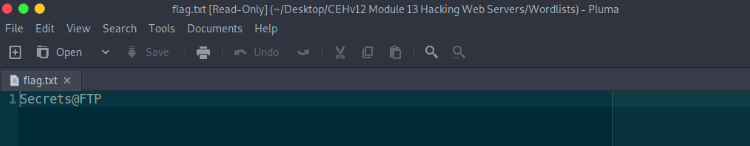 flag.txt [Read-Only] (~/Desktop/CEHv12 Module 13 Hacking Web Servers/Wordlists) - Pluma
File Edit View Search Tools Documents Help
Open Save Undo
flag.txt ×
1 Secrets@FTP